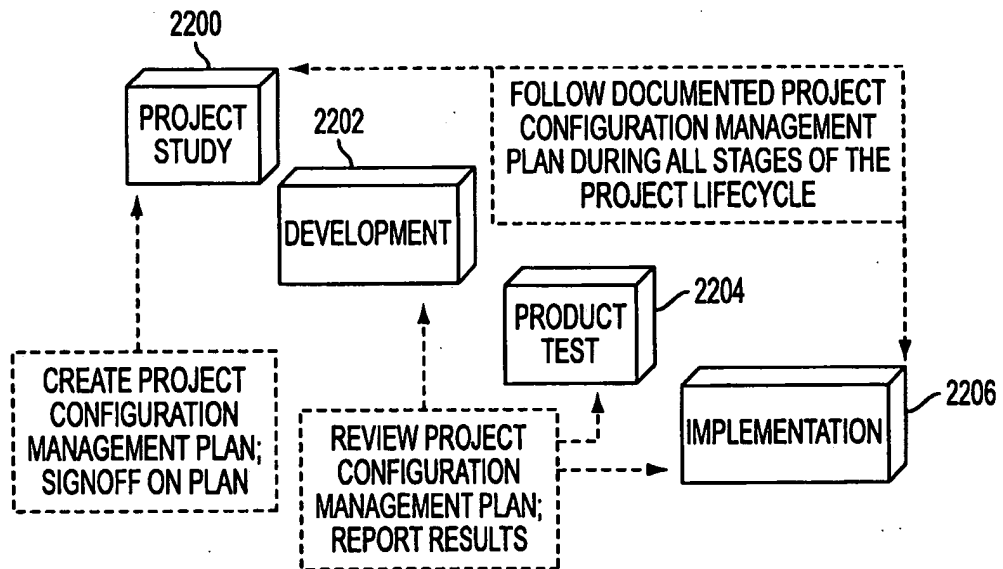 2200
PROJECT
STUDY
2202
DEVELOPMENT
FOLLOW DOCUMENTED PROJECT
CONFIGURATION MANAGEMENT
PLAN DURING ALL STAGES OF THE
PROJECT LIFECYCLE
2204
PRODUCT
TEST
2206
IMPLEMENTATION
CREATE PROJECT
CONFIGURATION
MANAGEMENT PLAN;
SIGNOFF ON PLAN
REVIEW PROJECT
CONFIGURATION
MANAGEMENT PLAN;
REPORT RESULTS